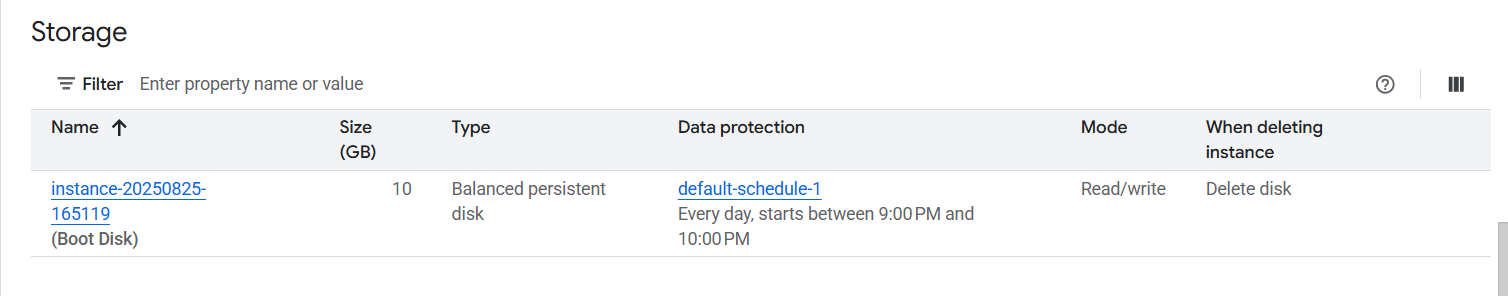 Storage
Filter Enter property name or value
Name Size (GB) Type Data protection Mode When deleting instance
instance-20250825-165119 (Boot Disk) 10 Balanced persistent disk default-schedule-1 Every day, starts between 9:00 PM and 10:00 PM Read/write Delete disk